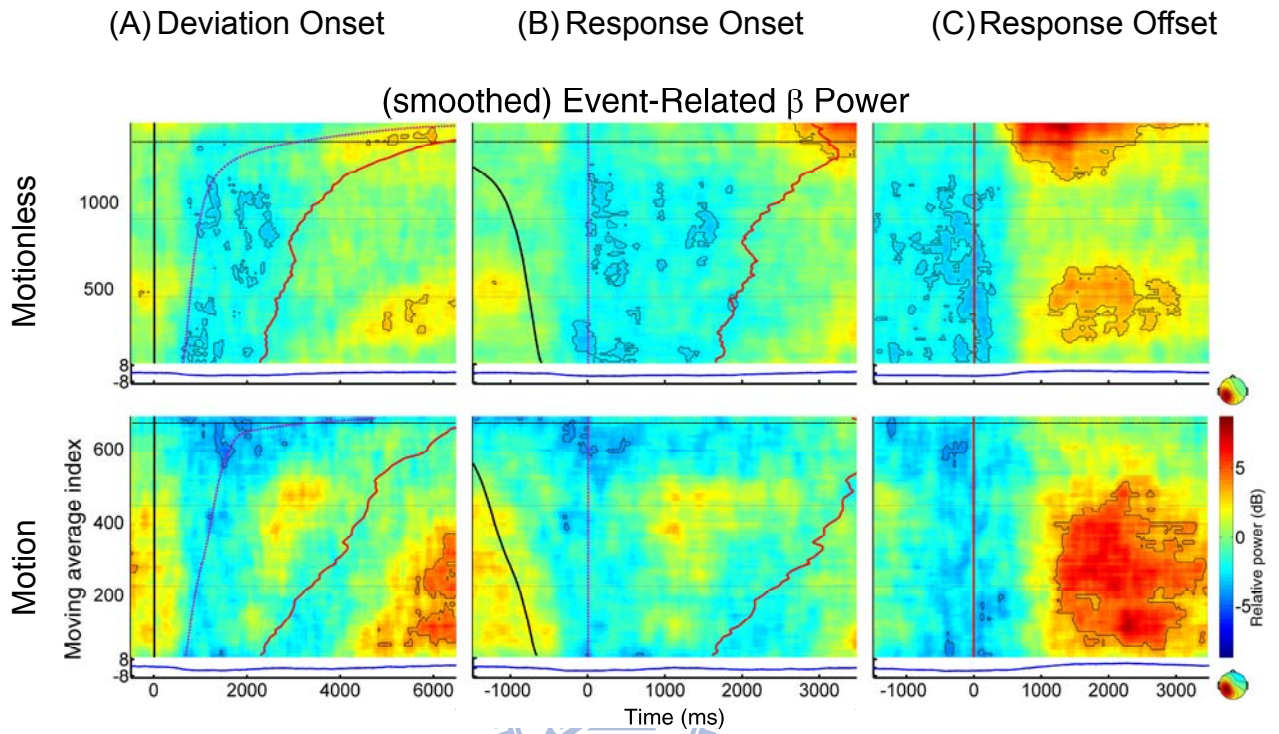 (A) Deviation Onset
(B) Response Onset
(C) Response Offset
(smoothed) Event-Related β Power
Motionless
1000
500
8
-8
Motion
Moving average index
600
400
200
8
-8
0
2000
4000
6000
-1000
0
1000
2000
3000
-1000
0
1000
2000
3000
Time (ms)
5
0
-5
Relative power (dB)